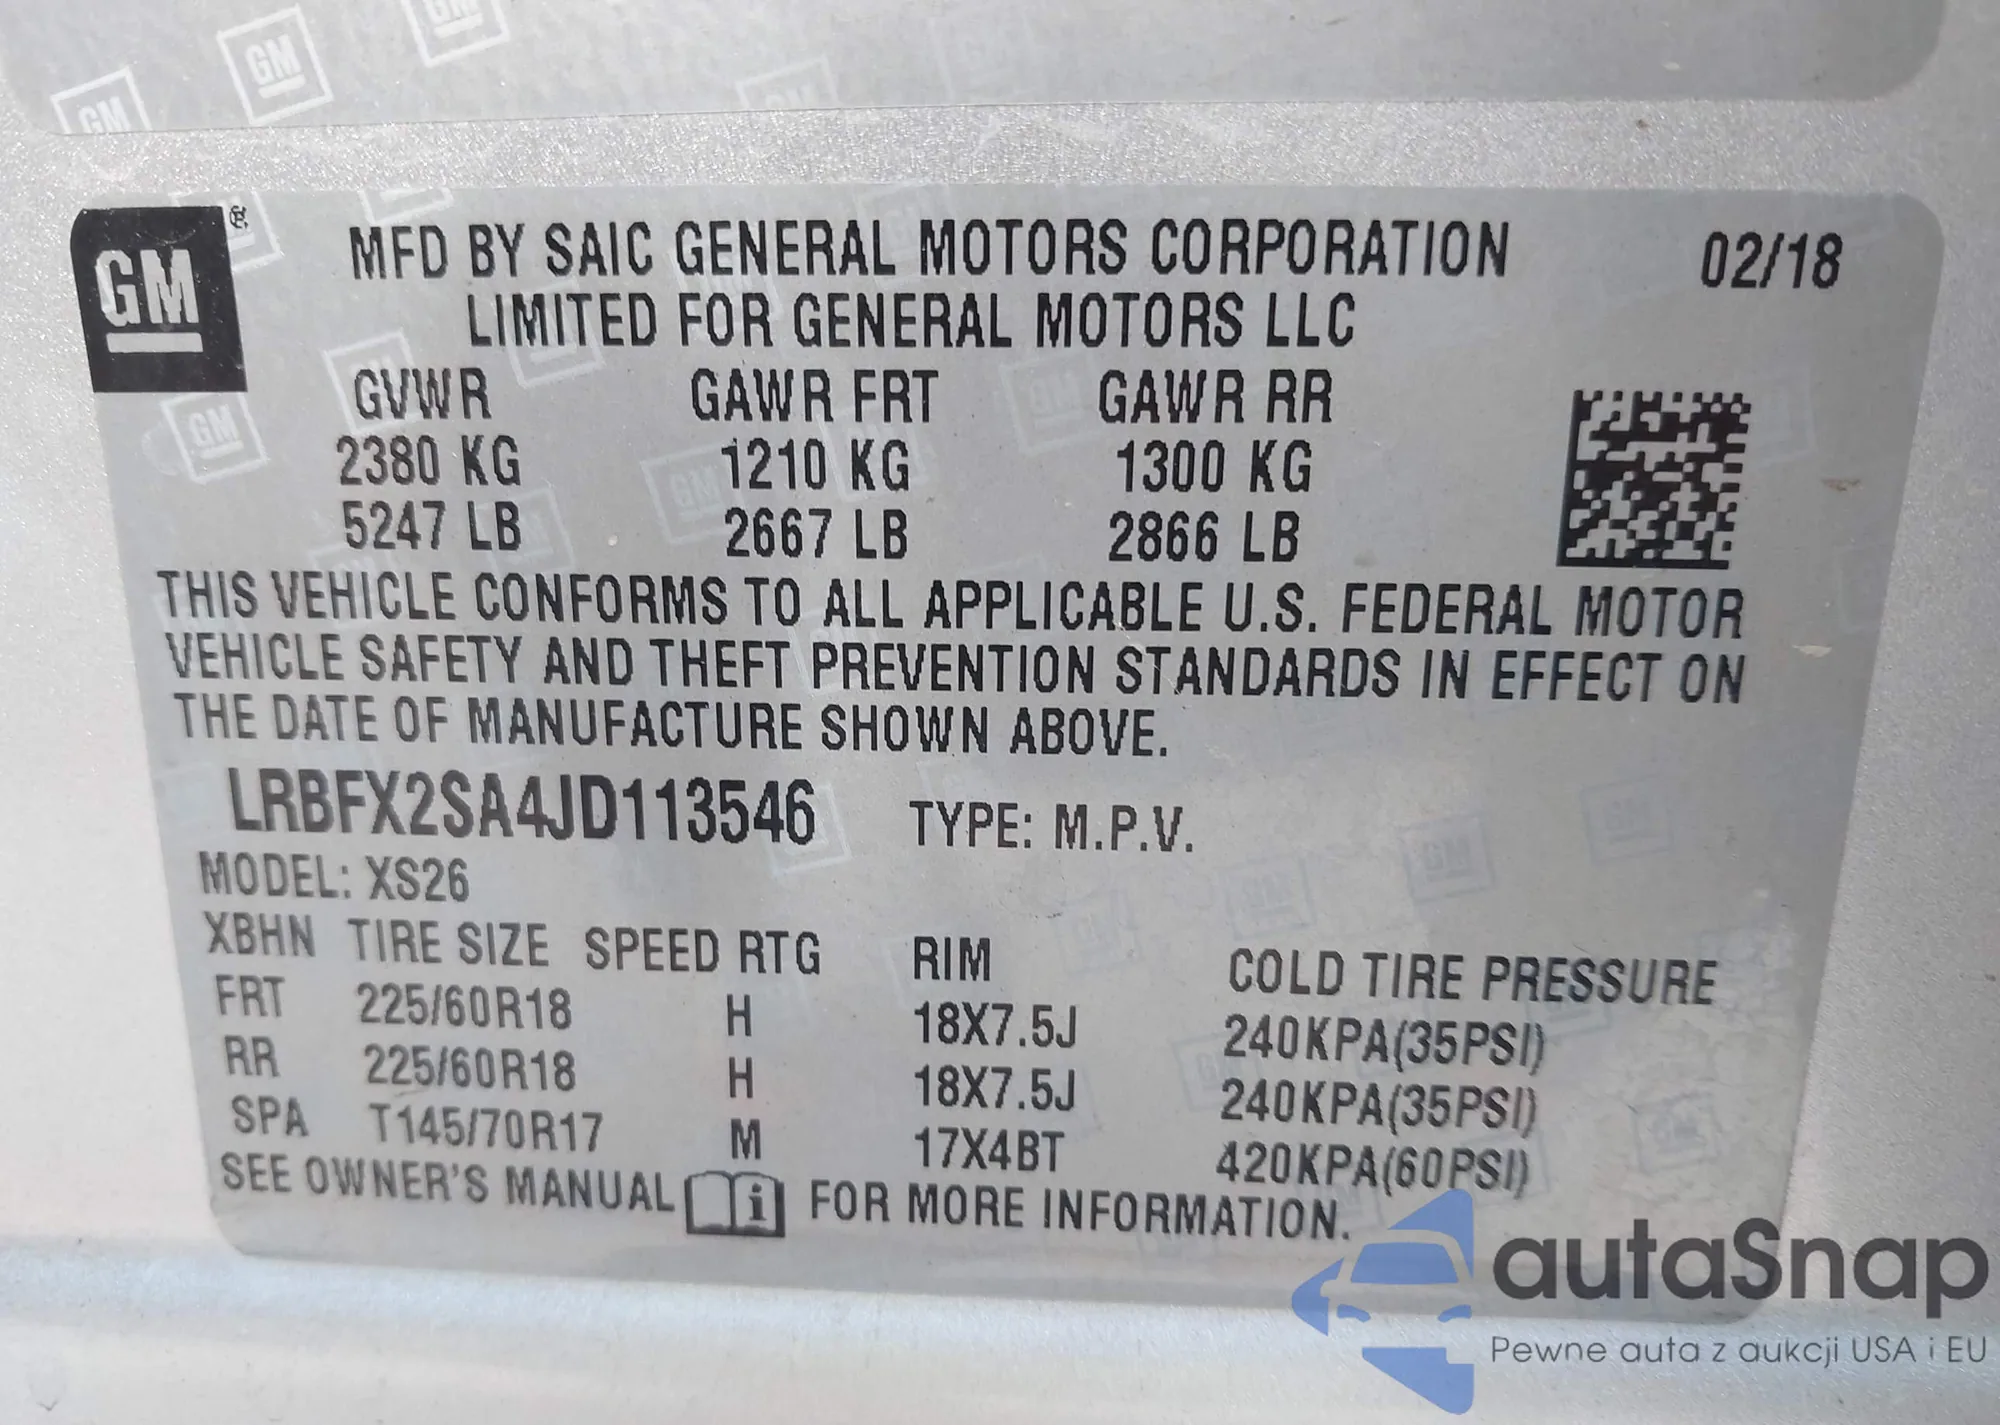 GM
GM
GM
GM
MFD BY SAIC GENERAL MOTORS CORPORATION 02/18
LIMITED FOR GENERAL MOTORS LLC
GVWR GAWR FRT GAWR RR
2380 KG 1210 KG 1300 KG
5247 LB 2667 LB 2866 LB
THIS VEHICLE CONFORMS TO ALL APPLICABLE U.S. FEDERAL MOTOR
VEHICLE SAFETY AND THEFT PREVENTION STANDARDS IN EFFECT ON
THE DATE OF MANUFACTURE SHOWN ABOVE.
LRBFX2SA4JD113546 TYPE: M.P.V.
MODEL: XS26
XBHN TIRE SIZE SPEED RTG RIM COLD TIRE PRESSURE
FRT 225/60R18 H 18X7.5J 240KPA(35PSI)
RR 225/60R18 H 18X7.5J 240KPA(35PSI)
SPA T145/70R17 M 17X4BT 420KPA(60PSI)
SEE OWNER'S MANUAL i FOR MORE INFORMATION.
autaSnap
Pewne auta z aukcji USA i EU